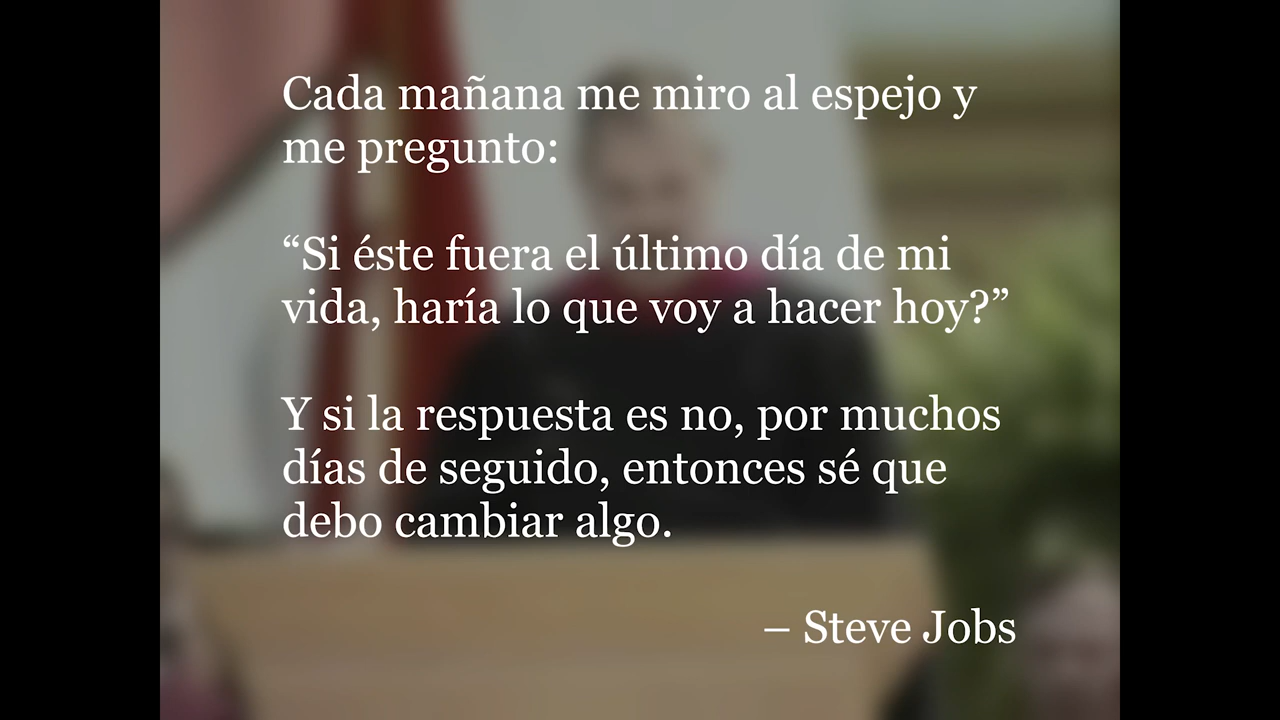 Cada mañana me miro al espejo y
me pregunto:
“Si éste fuera el último día de mi
vida, haría lo que voy a hacer hoy?”
Y si la respuesta es no, por muchos
días de seguido, entonces sé que
debo cambiar algo.
– Steve Jobs